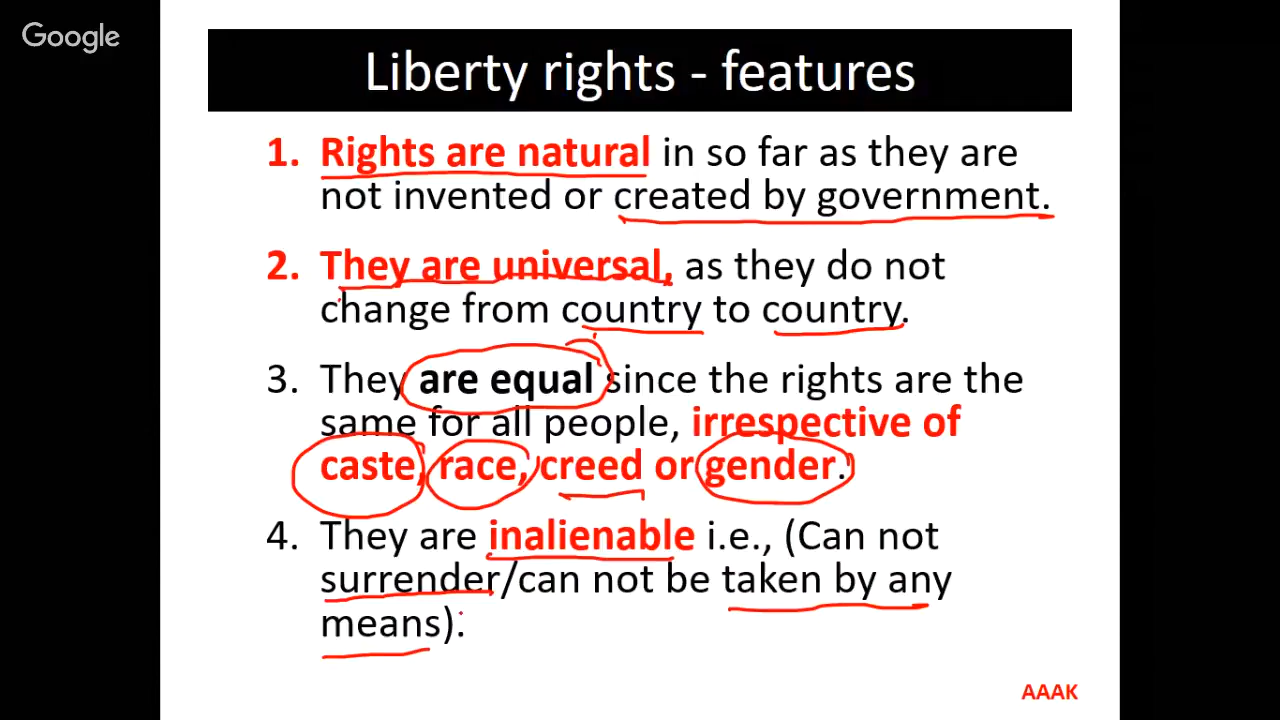 Google
Liberty rights - features
1. Rights are natural in so far as they are
not invented or created by government.
2. They are universal, as they do not
change from country to country.
3. They are equal since the rights are the
same for all people, irrespective of
caste, race, creed or gender.
4. They are inalienable i.e., (Can not
surrender/can not be taken by any
means).
AAAK